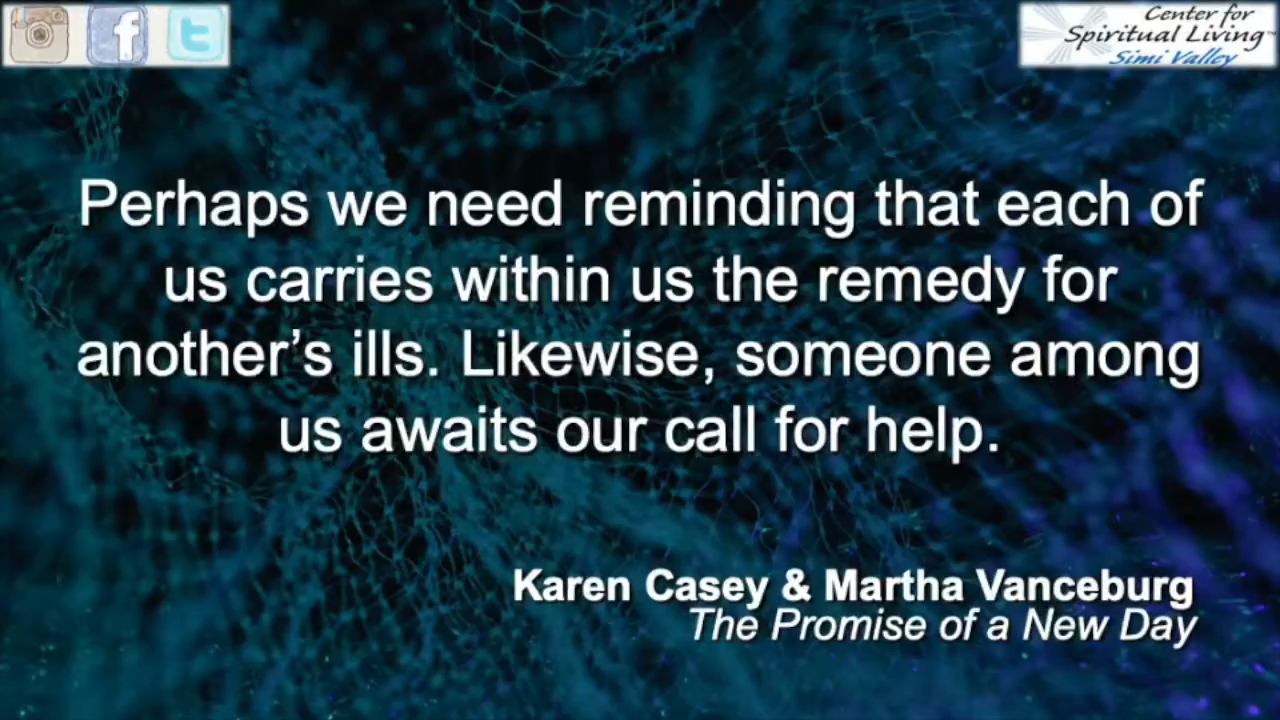 Center for
Spiritual Living™
Simi Valley
Perhaps we need reminding that each of
us carries within us the remedy for
another’s ills. Likewise, someone among
us awaits our call for help.
Karen Casey & Martha Vanceburg
The Promise of a New Day